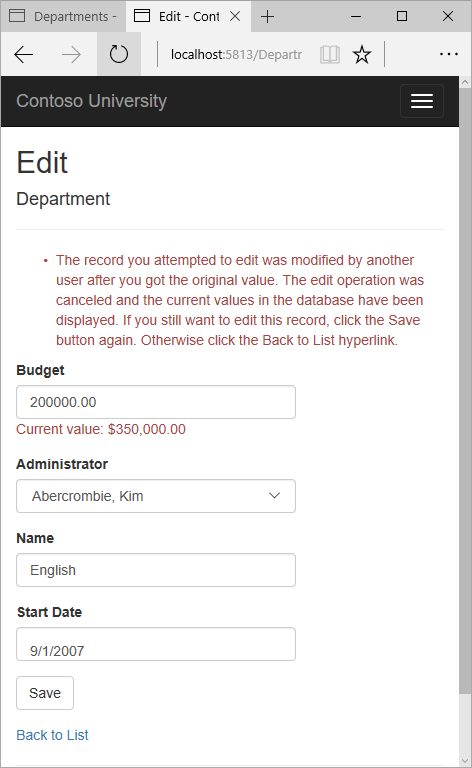 Departments -
Edit - Cont
localhost:5813/Departr
Contoso University
Edit
Department
• The record you attempted to edit was modified by another
user after you got the original value. The edit operation was
canceled and the current values in the database have been
displayed. If you still want to edit this record, click the Save
button again. Otherwise click the Back to List hyperlink.
Budget
200000.00
Current value: $350,000.00
Administrator
Abercrombie, Kim
Name
English
Start Date
9/1/2007
Save
Back to List